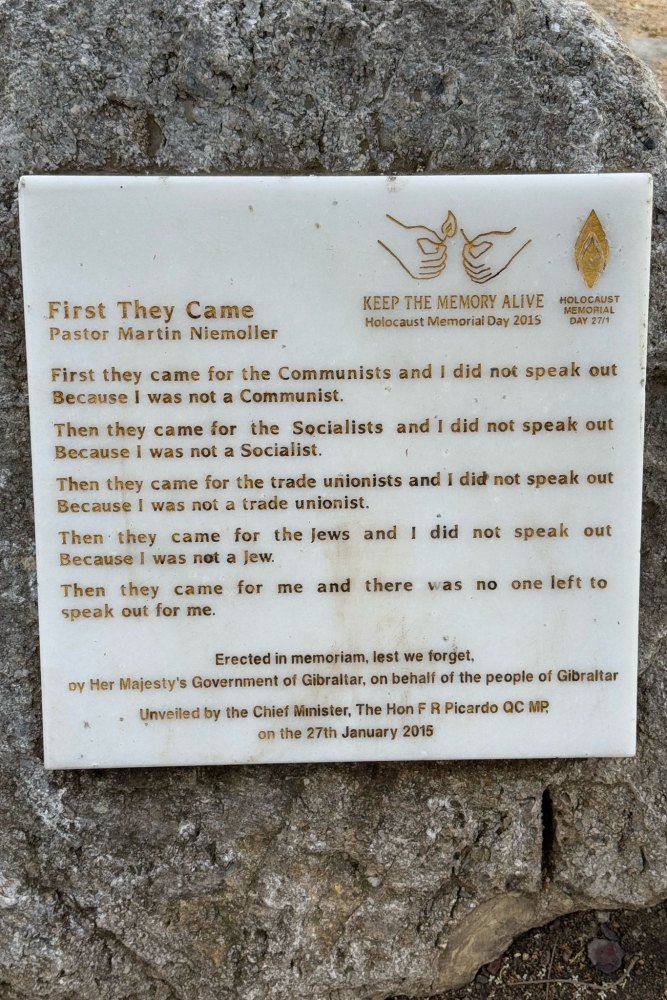 First They Came
Pastor Martin Niemoller
KEEP THE MEMORY ALIVE
Holocaust Memorial Day 2015
HOLOCAUST
MEMORIAL
DAY 27/1
First they came for the Communists and I did not speak out
Because I was not a Communist.
Then they came for the Socialists and I did not speak out
Because I was not a Socialist.
Then they came for the trade unionists and I did not speak out
Because I was not a trade unionist.
Then they came for the Jews and I did not speak out
Because I was not a Jew.
Then they came for me and there was no one left to
speak out for me.
Erected in memoriam, lest we forget,
by Her Majesty's Government of Gibraltar, on behalf of the people of Gibraltar
Unveiled by the Chief Minister, The Hon F R Picardo QC MP,
on the 27th January 2015